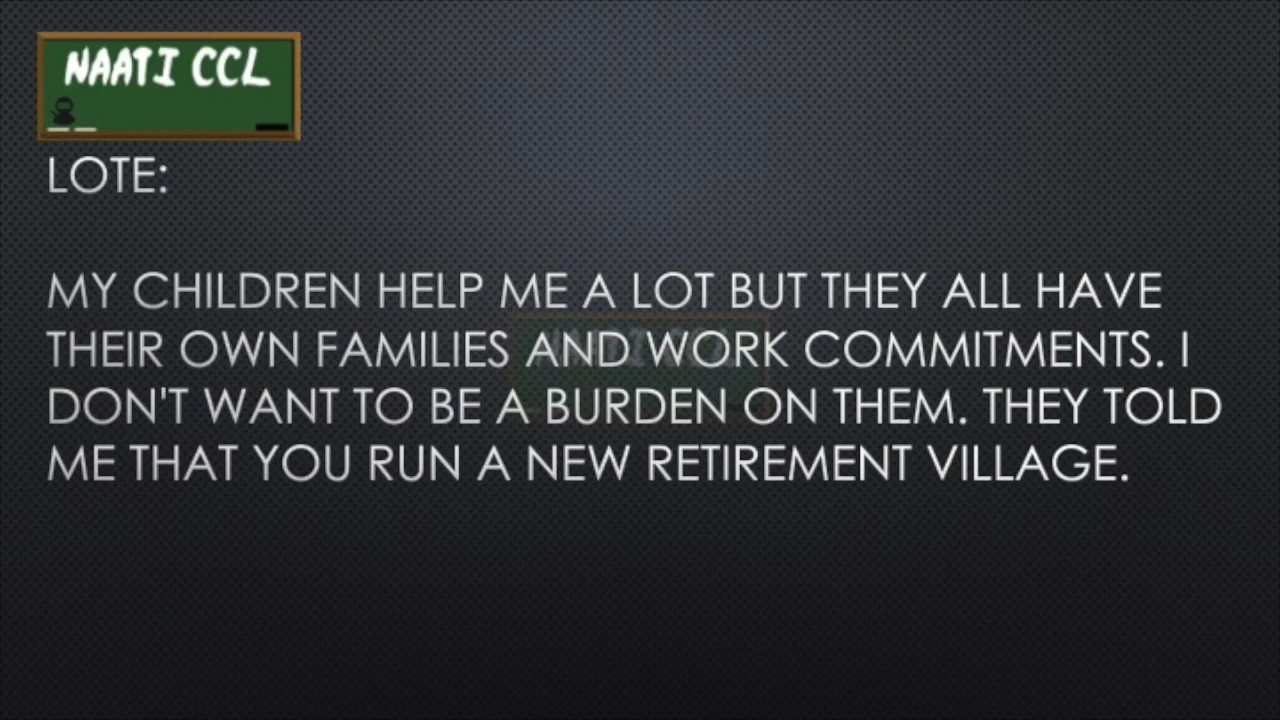 NAATI CCL
LOTE:
MY CHILDREN HELP ME A LOT BUT THEY ALL HAVE
THEIR OWN FAMILIES AND WORK COMMITMENTS. I
DON'T WANT TO BE A BURDEN ON THEM. THEY TOLD
ME THAT YOU RUN A NEW RETIREMENT VILLAGE.